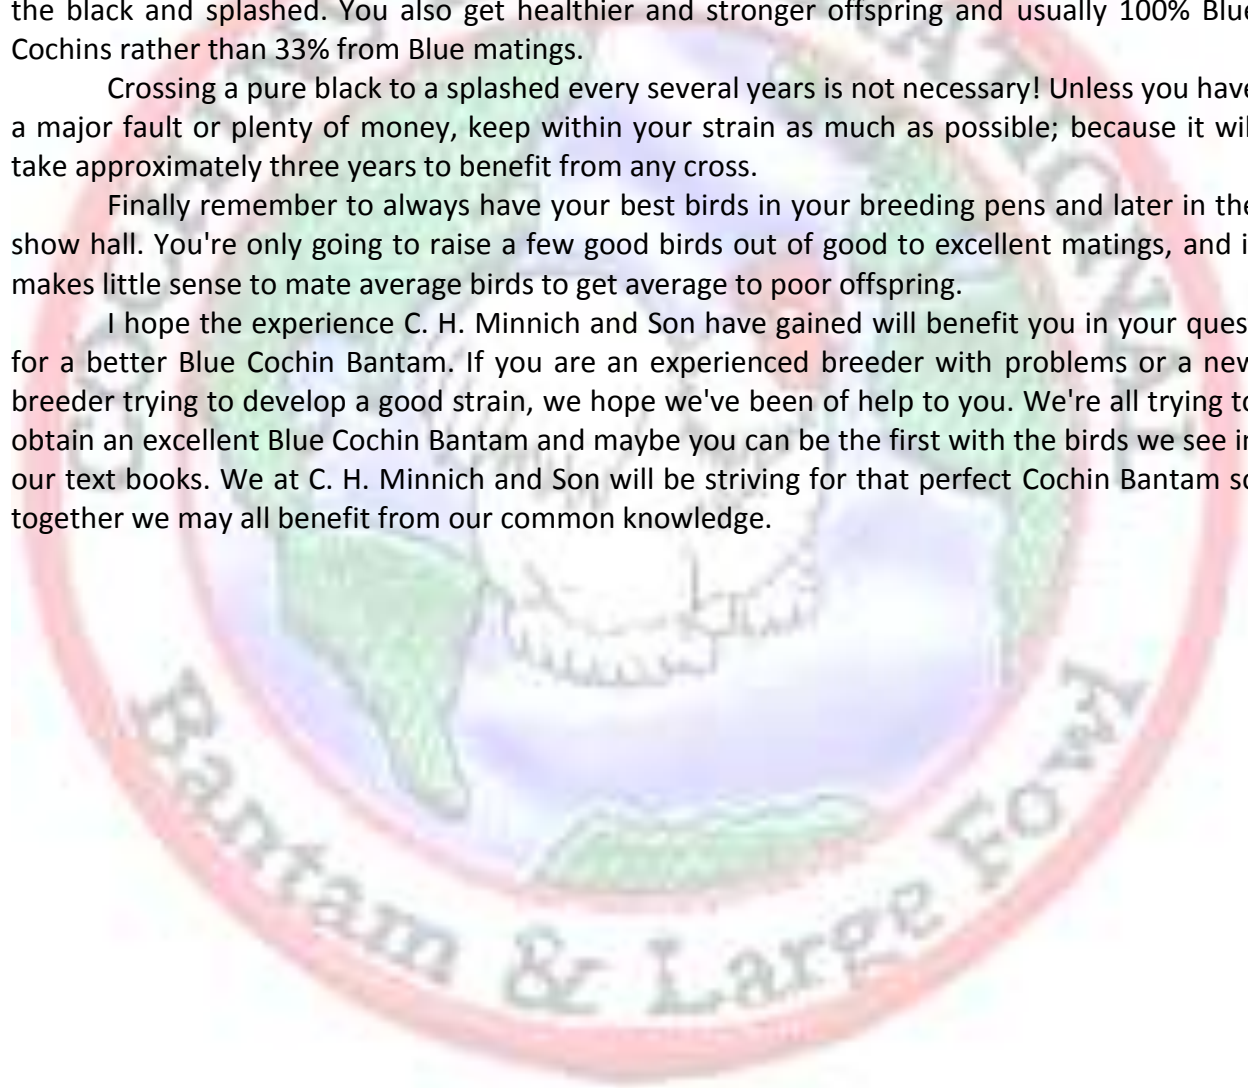 the black and splashed. You also get healthier and stronger offspring and usually 100% Blue
Cochins rather than 33% from Blue matings.
Crossing a pure black to a splashed every several years is not necessary! Unless you have
a major fault or plenty of money, keep within your strain as much as possible; because it wil
take approximately three years to benefit from any cross.
Finally remember to always have your best birds in your breeding pens and later in the
show hall. You're only going to raise a few good birds out of good to excellent matings, and i
makes little sense to mate average birds to get average to poor offspring.
I hope the experience C. H. Minnich and Son have gained will benefit you in your ques
for a better Blue Cochin Bantam. If you are an experienced breeder with problems or a new
breeder trying to develop a good strain, we hope we've been of help to you. We're all trying to
obtain an excellent Blue Cochin Bantam and maybe you can be the first with the birds we see in
our text books. We at C. H. Minnich and Son will be striving for that perfect Cochin Bantam so
together we may all benefit from our common knowledge.
Bantam & Large Fowl